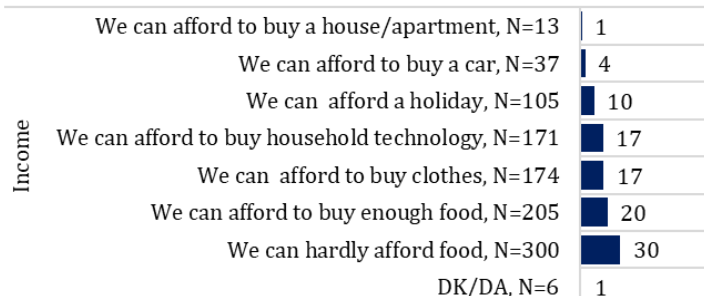 We can afford to buy a house/apartment, N=13 1
We can afford to buy a car, N=37 4
We can afford a holiday, N=105 10
We can afford to buy household technology, N=171 17
We can afford to buy clothes, N=174 17
We can afford to buy enough food, N=205 20
We can hardly afford food, N=300 30
DK/DA, N=6 1
Income